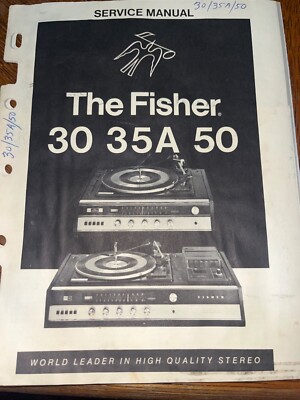 SERVICE MANUAL
30/35A/50
30/35A/50
The Fisher®
30 35A 50
FISHER
WORLD LEADER IN HIGH QUALITY STEREO